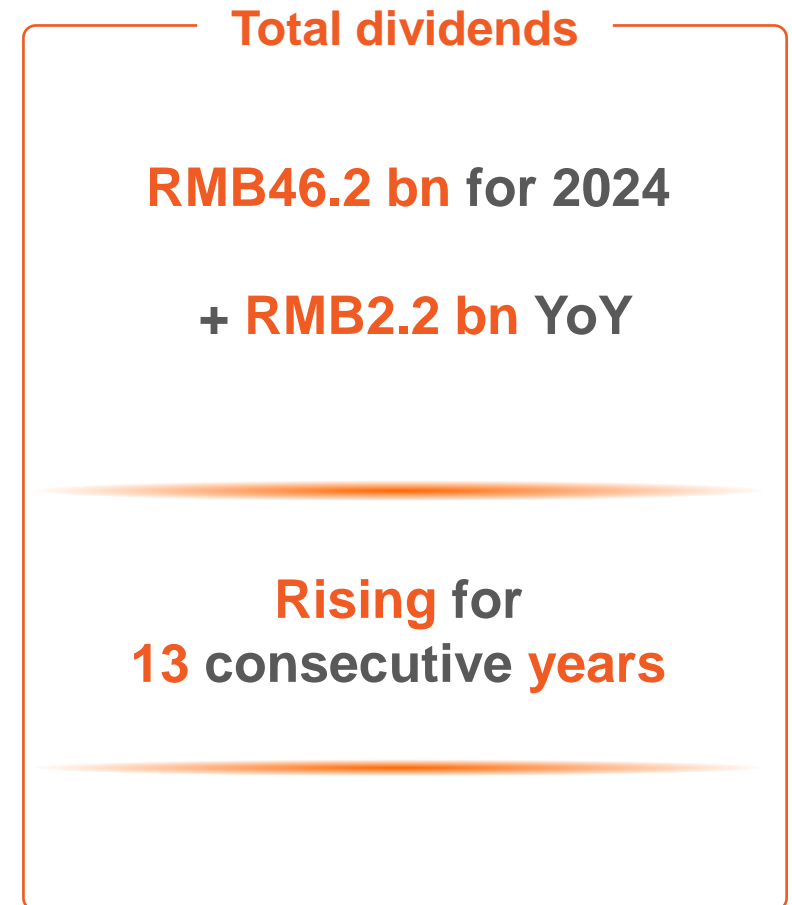 Total dividends
RMB46.2 bn for 2024
+ RMB2.2 bn YoY
Rising for
13 consecutive years